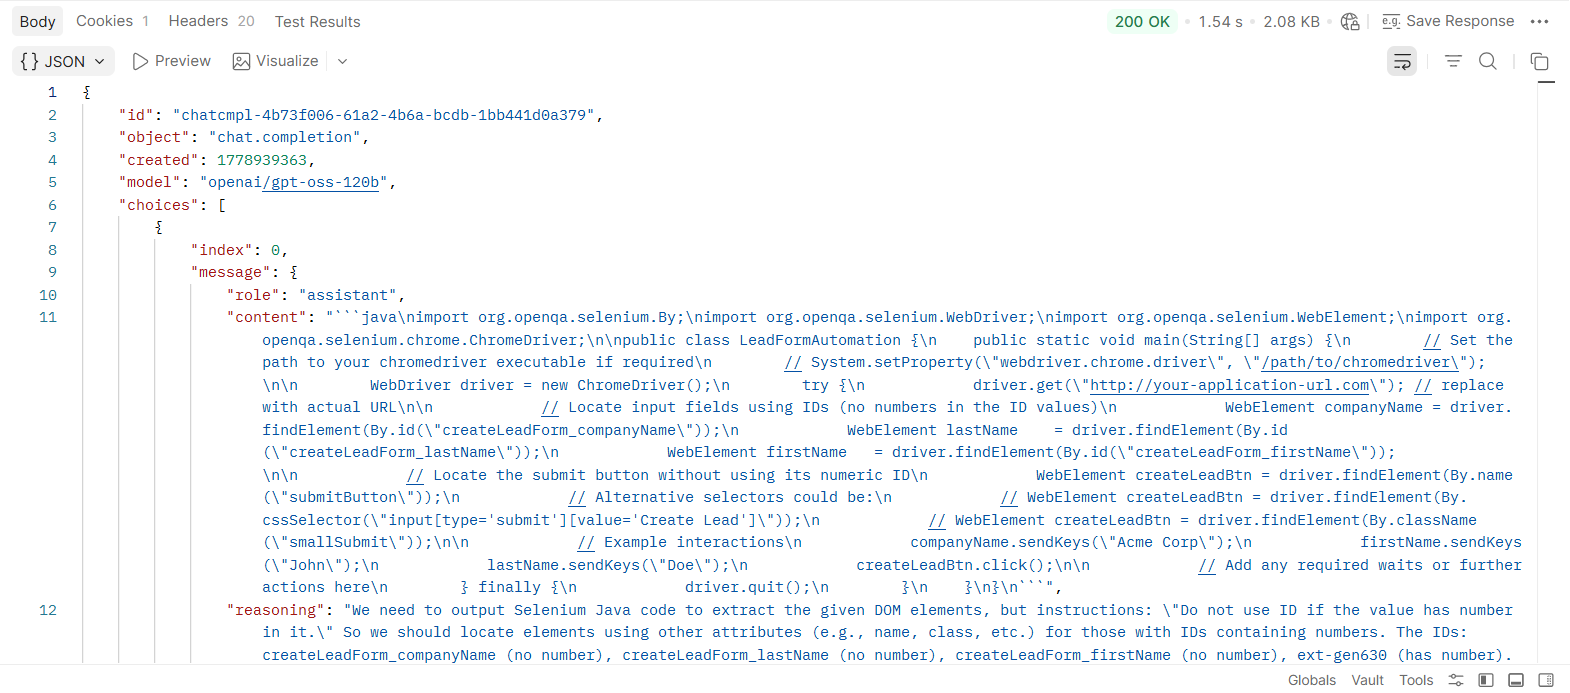 Body Cookies 1 Headers 20 Test Results 200 OK • 1.54 s • 2.08 KB • e.g. Save Response
{} JSON Preview Visualize
1 {
2 "id": "chatcmpl-4b73f006-61a2-4b6a-bcdb-1bb441d0a379",
3 "object": "chat.completion",
4 "created": 1778939363,
5 "model": "openai/gpt-oss-120b",
6 "choices": [
7 {
8 "index": 0,
9 "message": {
10 "role": "assistant",
11 "content": "```java\nimport org.openqa.selenium.By;\nimport org.openqa.selenium.WebDriver;\nimport org.openqa.selenium.WebElement;\nimport org.
openqa.selenium.chrome.ChromeDriver;\n\npublic class LeadFormAutomation {\n    public static void main(String[] args) {\n        // Set the
path to your chromedriver executable if required\n        // System.setProperty(\"webdriver.chrome.driver\", \"/path/to/chromedriver\");
\n\n        WebDriver driver = new ChromeDriver();\n        try {\n            driver.get(\"http://your-application-url.com\"); // replace
with actual URL\n\n            // Locate input fields using IDs (no numbers in the ID values)\n            WebElement companyName = driver.
findElement(By.id(\"createLeadForm_companyName\"));\n            WebElement lastName    = driver.findElement(By.id
(\"createLeadForm_lastName\"));\n            WebElement firstName   = driver.findElement(By.id(\"createLeadForm_firstName\"));
\n\n            // Locate the submit button without using its numeric ID\n            WebElement createLeadBtn = driver.findElement(By.name
(\"submitButton\"));\n            // Alternative selectors could be:\n            // WebElement createLeadBtn = driver.findElement(By.
cssSelector(\"input[type='submit'][value='Create Lead']\"));\n            // WebElement createLeadBtn = driver.findElement(By.className
(\"smallSubmit\"));\n\n            // Example interactions\n            companyName.sendKeys(\"Acme Corp\");\n            firstName.sendKeys
(\"John\");\n            lastName.sendKeys(\"Doe\");\n            createLeadBtn.click();\n\n            // Add any required waits or further
actions here\n        } finally {\n            driver.quit();\n        }\n    }\n}\n```",
12 "reasoning": "We need to output Selenium Java code to extract the given DOM elements, but instructions: \"Do not use ID if the value has number
in it.\" So we should locate elements using other attributes (e.g., name, class, etc.) for those with IDs containing numbers. The IDs:
createLeadForm_companyName (no number), createLeadForm_lastName (no number), createLeadForm_firstName (no number), ext-gen630 (has number).
Globals Vault Tools